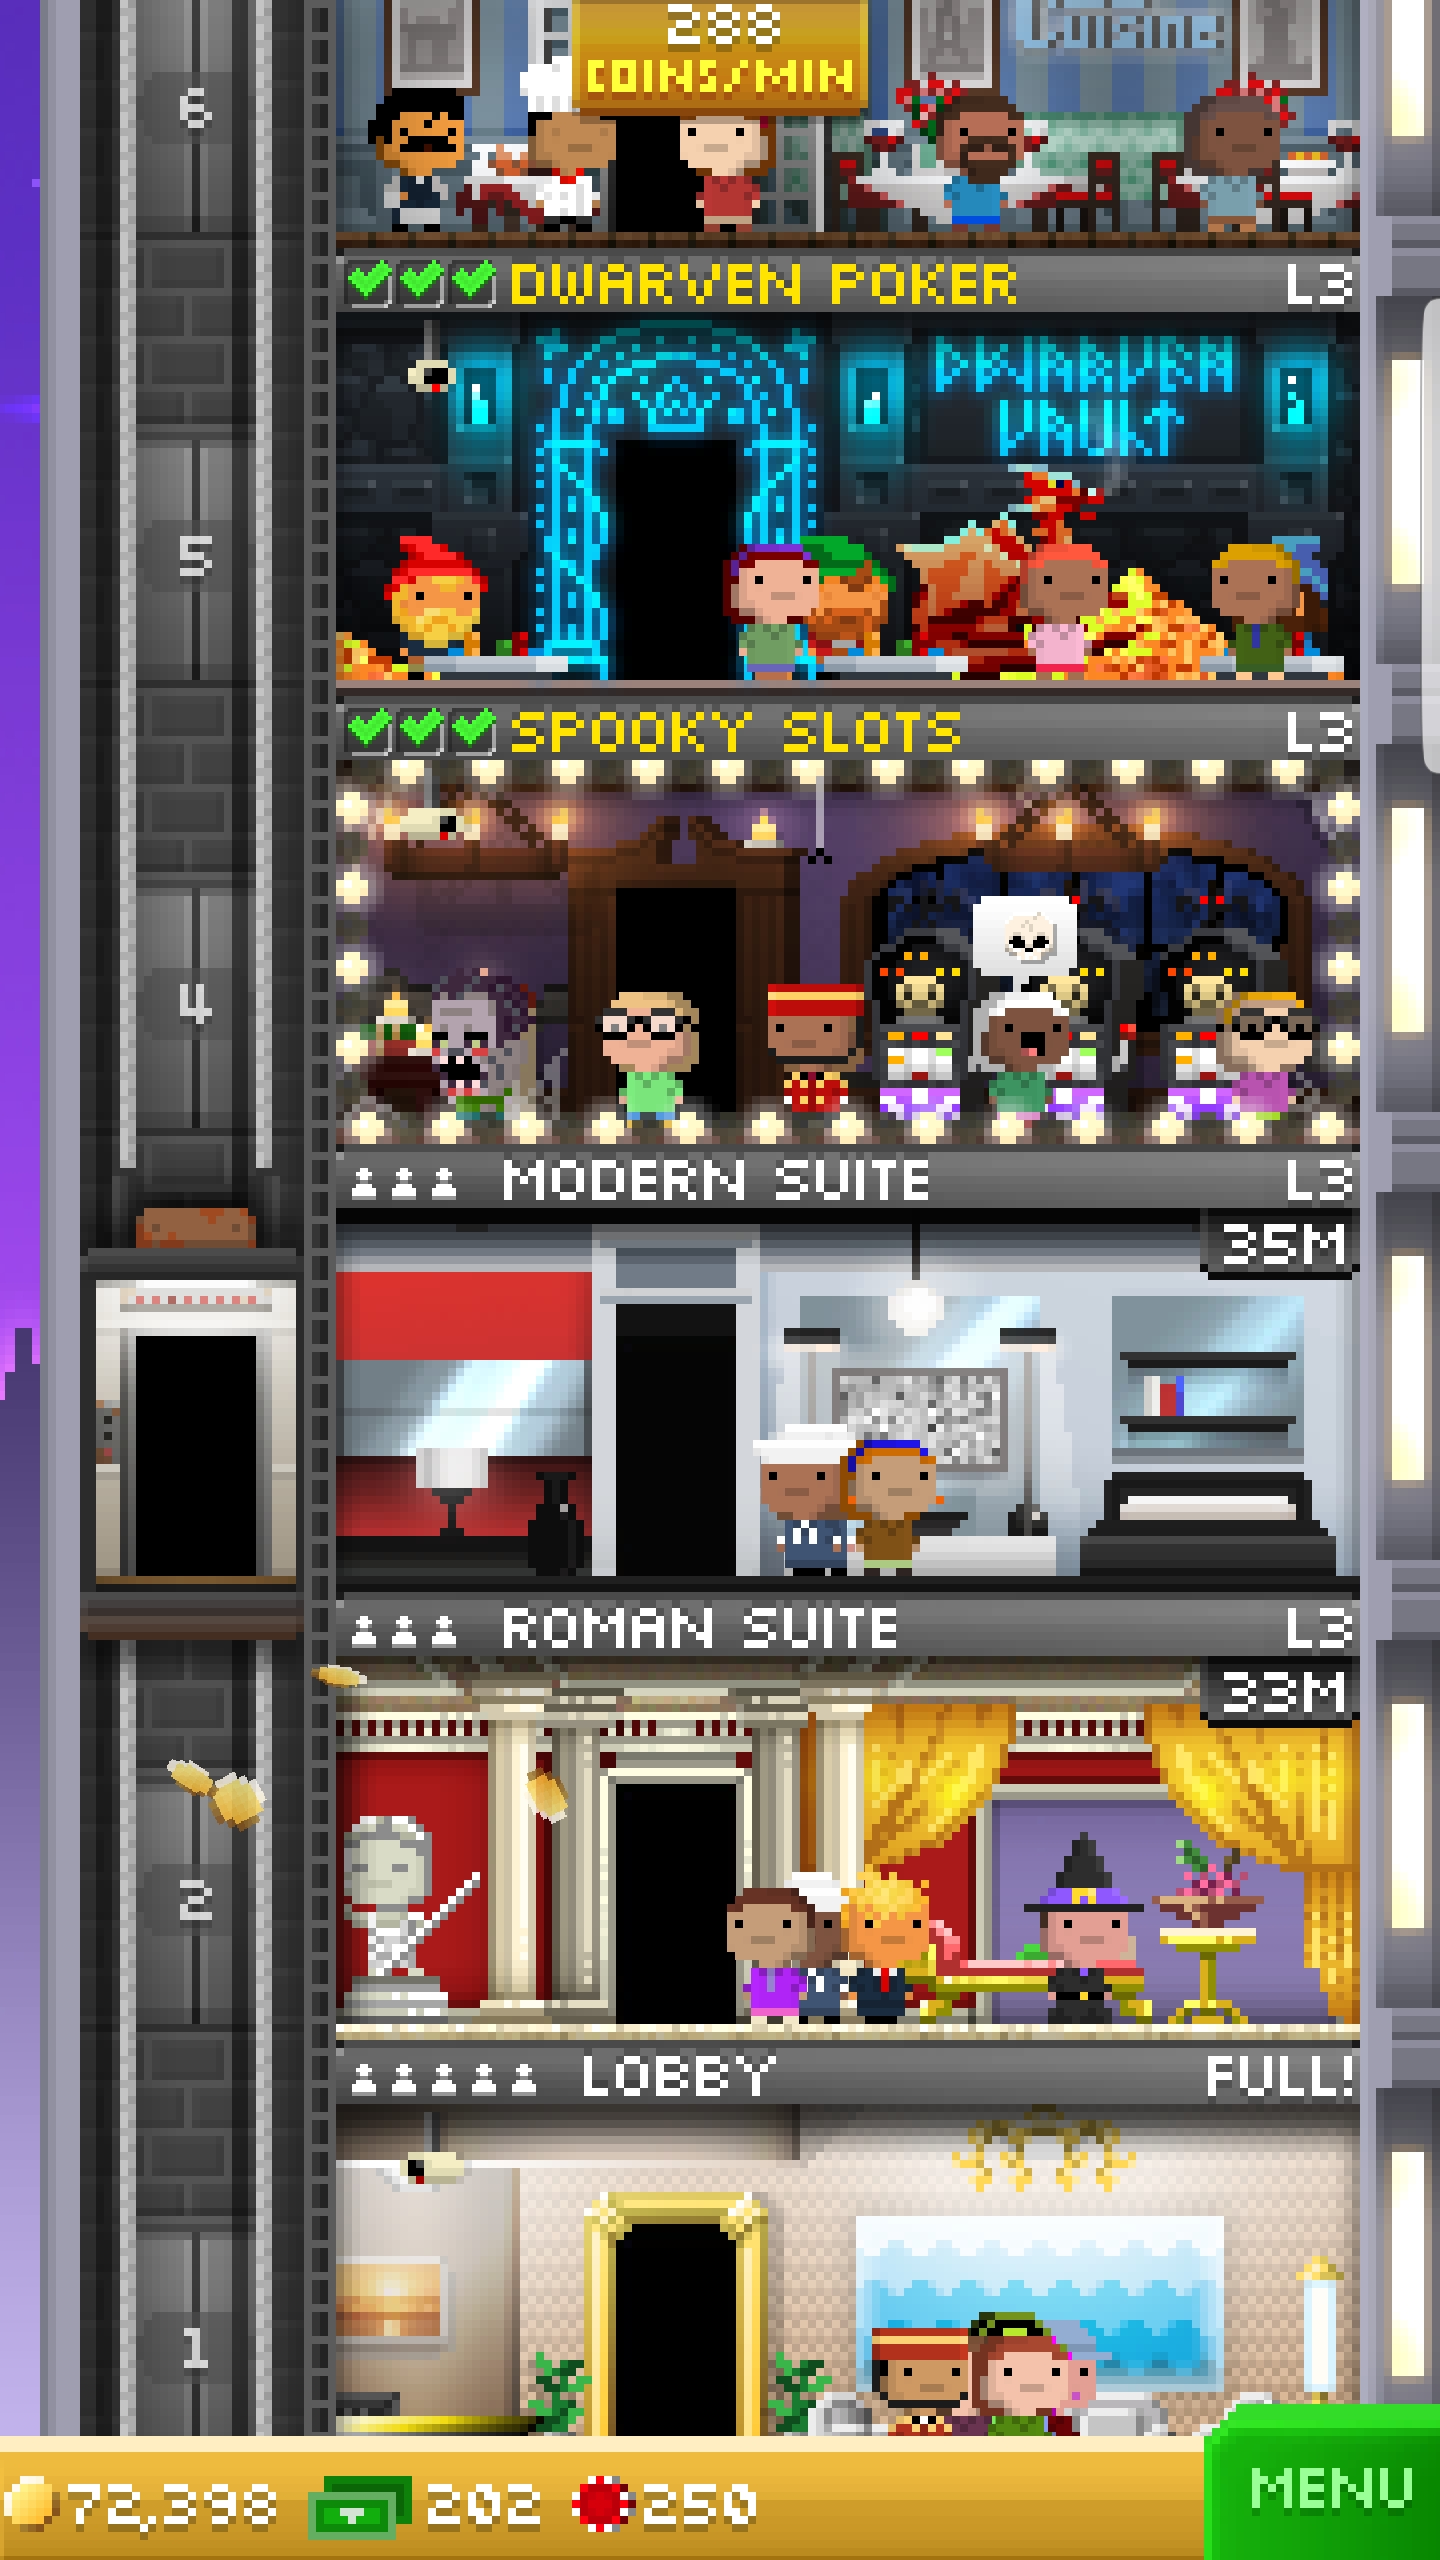 288
COINS/MIN
Cuisine
6
DWARVEN POKER L3
DWARVEN
VAULT
5
SPOOKY SLOTS L3
4
MODERN SUITE L3
35M
ROMAN SUITE L3
33M
2
LOBBY FULL!
1
72,398 202 250 MENU